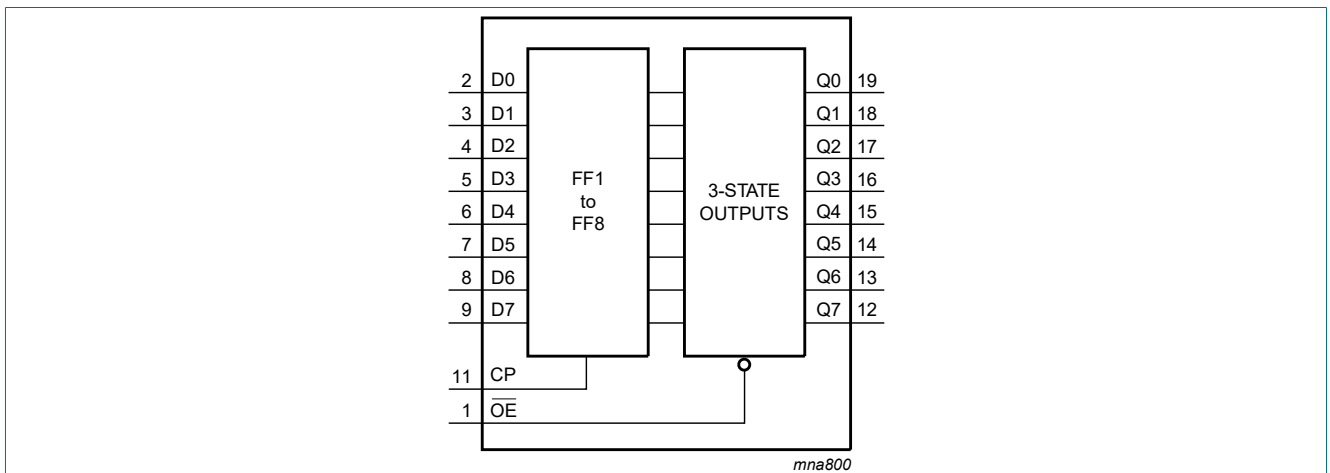 2 D0 Q0 19
3 D1 Q1 18
4 D2 Q2 17
5 D3 Q3 16
6 D4 Q4 15
7 D5 Q5 14
8 D6 Q6 13
9 D7 Q7 12
FF1
to
FF8
3-STATE
OUTPUTS
11 CP
1 O̅E̅
mna800